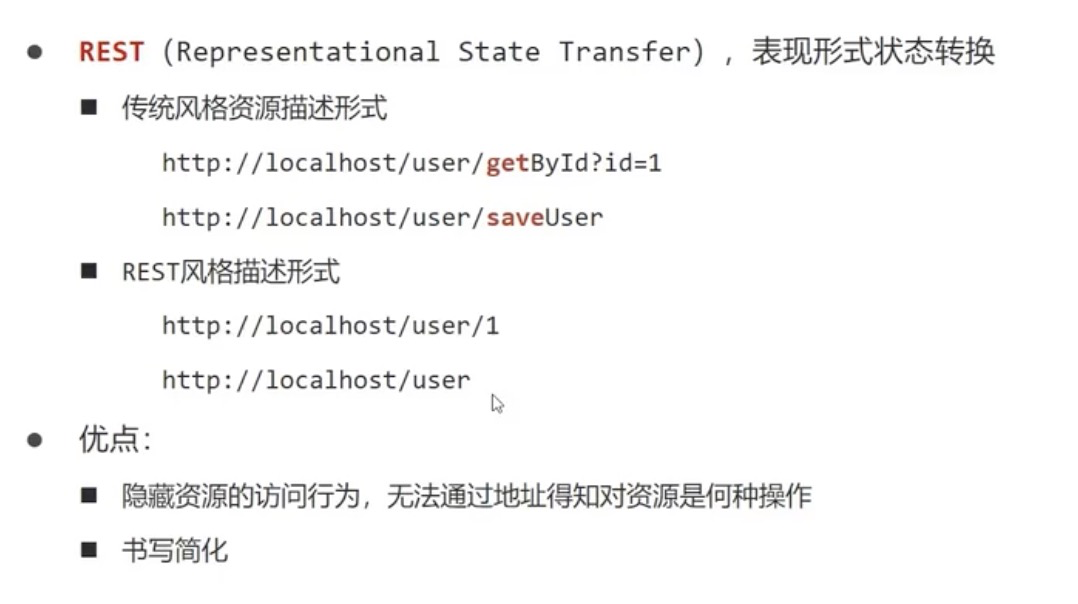 REST（Representational State Transfer），表现形式状态转换
传统风格资源描述形式
http://localhost/user/getById?id=1
http://localhost/user/saveUser
REST风格描述形式
http://localhost/user/1
http://localhost/user
优点：
隐藏资源的访问行为，无法通过地址得知对资源是何种操作
书写简化